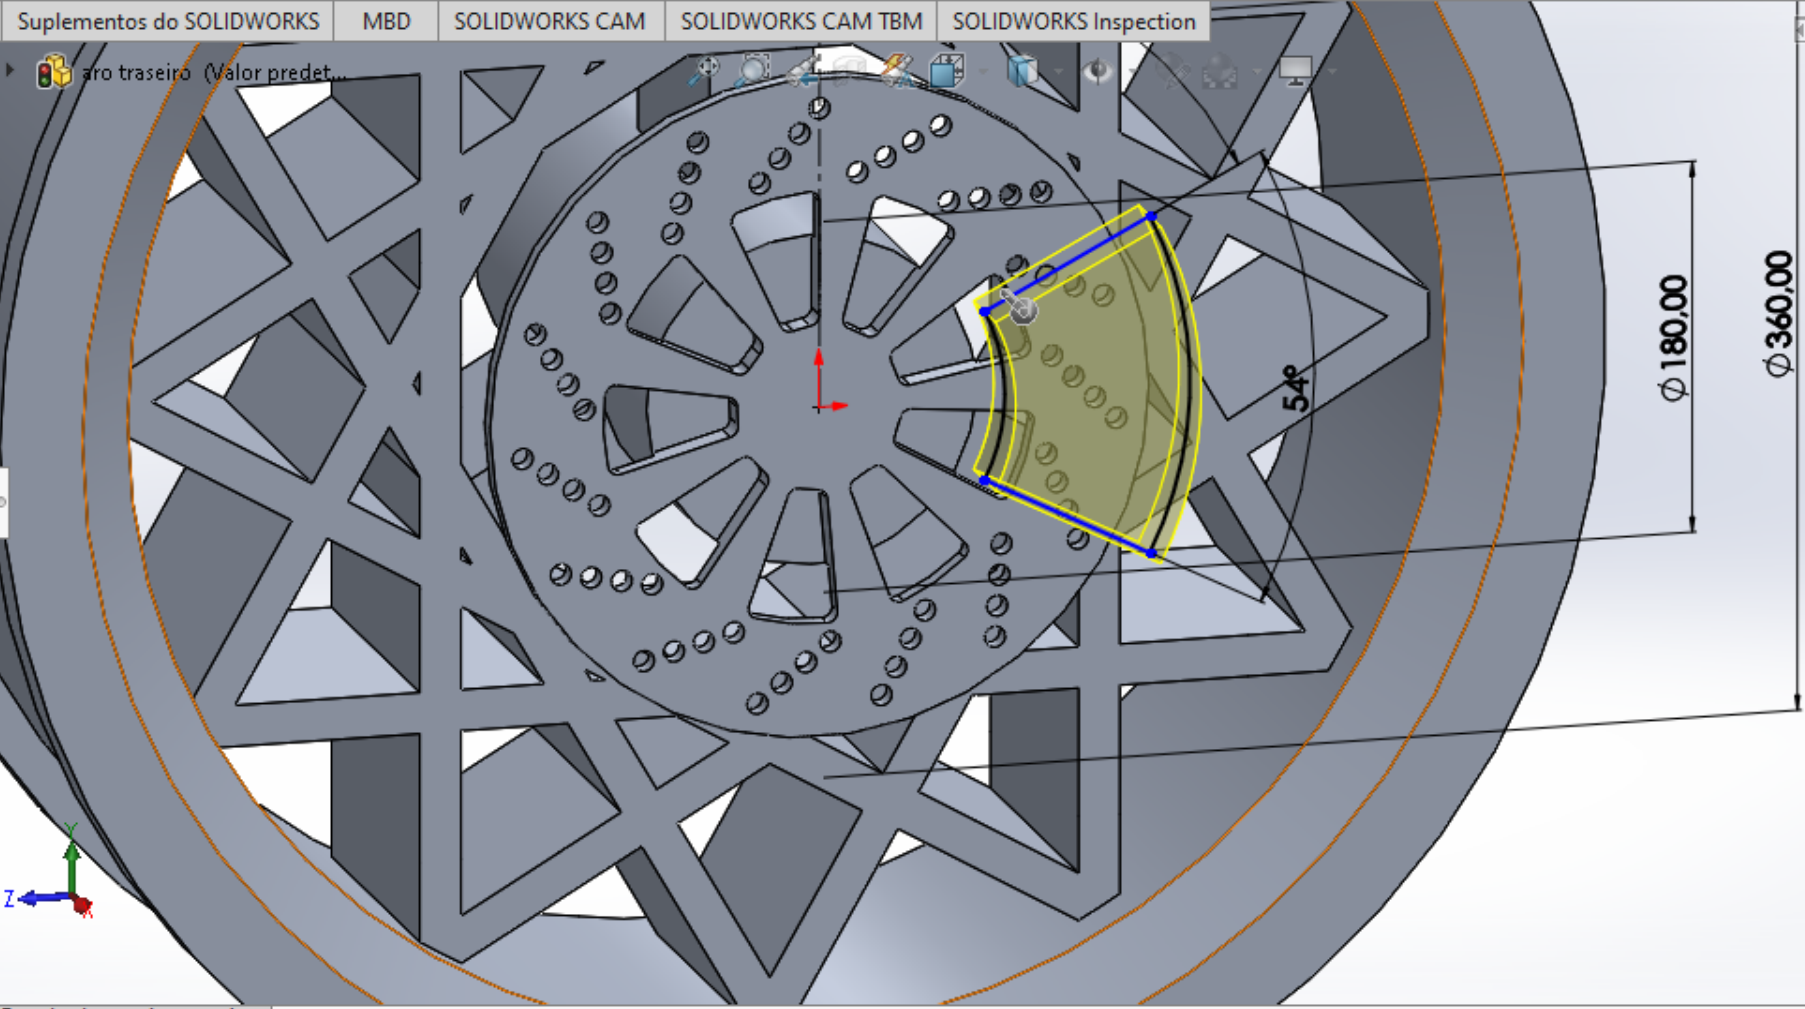 Suplementos do SOLIDWORKS
MBD
SOLIDWORKS CAM
SOLIDWORKS CAM TBM
SOLIDWORKS Inspection
aro traseiro (Valor predet...
54°
∅180,00
∅360,00
Y
Z
X